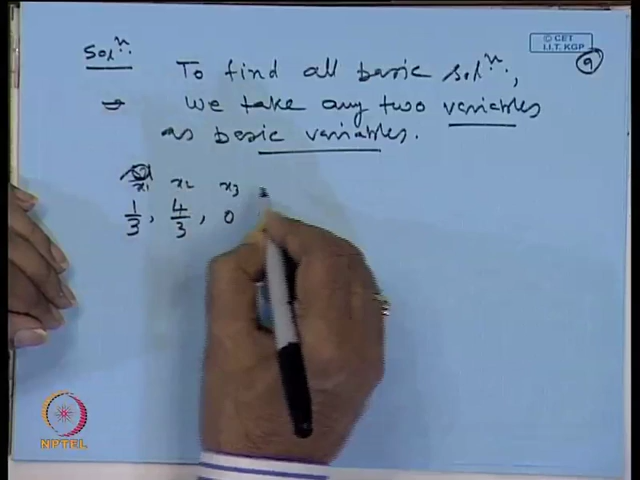 Solⁿ.
© CET
I.I.T. KGP
9
To find all basic solⁿ.,
⇒ we take any two variables
as basic variables.
x₁ x₂ x₃
1/3, 4/3, 0
NPTEL